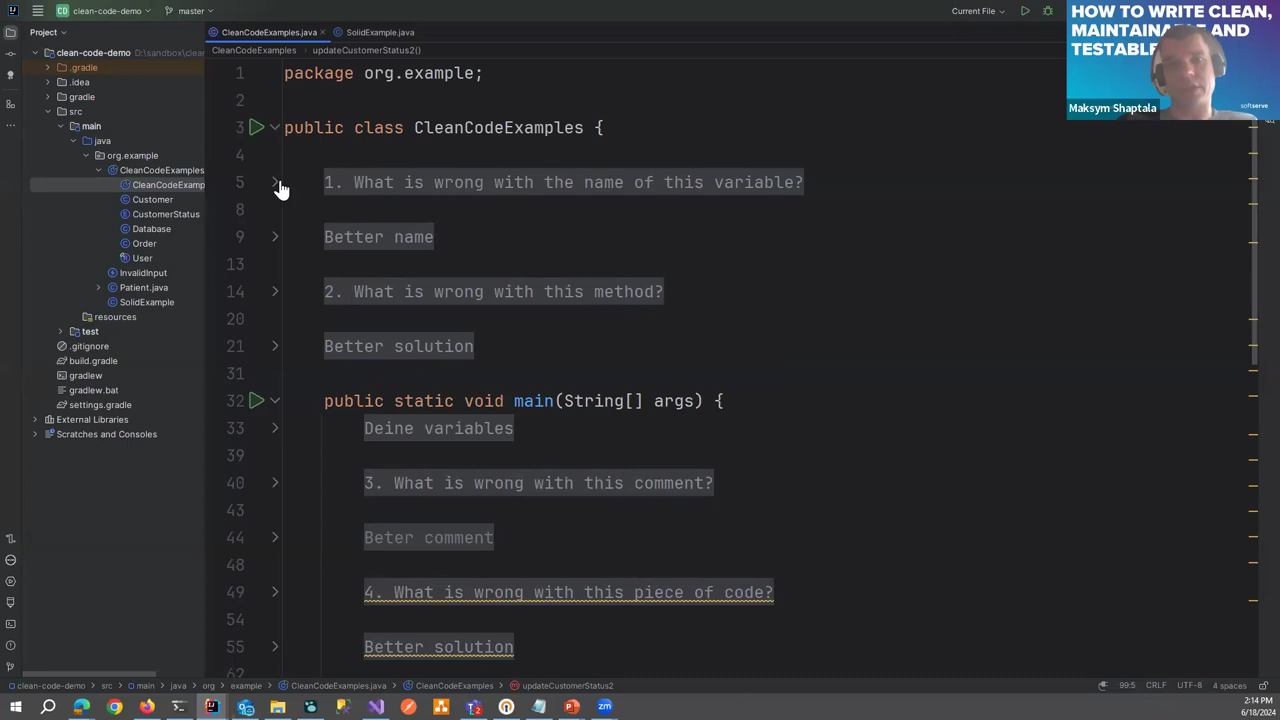 clean-code-demo
master
Current File
Project
CleanCodeExamples.java
SolidExample.java
CleanCodeExamples
updateCustomerStatus2()
clean-code-demo D:\sandbox\clean
.gradle
.idea
gradle
src
main
java
org.example
CleanCodeExamples
CleanCodeExamp
Customer
CustomerStatus
Database
Order
User
InvalidInput
Patient.java
SolidExample
resources
test
.gitignore
build.gradle
gradlew
gradlew.bat
settings.gradle
External Libraries
Scratches and Consoles
1 package org.example;
2
3 public class CleanCodeExamples {
4
5 1. What is wrong with the name of this variable?
8
9 Better name
13
14 2. What is wrong with this method?
20
21 Better solution
31
32 public static void main(String[] args) {
33 Deine variables
39
40 3. What is wrong with this comment?
43
44 Beter comment
48
49 4. What is wrong with this piece of code?
54
55 Better solution
62
HOW TO WRITE CLEAN,
MAINTAINABLE AND
TESTABLE
Maksym Shaptala
softserve
clean-code-demo > src > main > java > org > example > CleanCodeExamples.java > CleanCodeExamples > updateCustomerStatus2
99:5 CRLF UTF-8 4 spaces
2:14 PM
6/18/2024